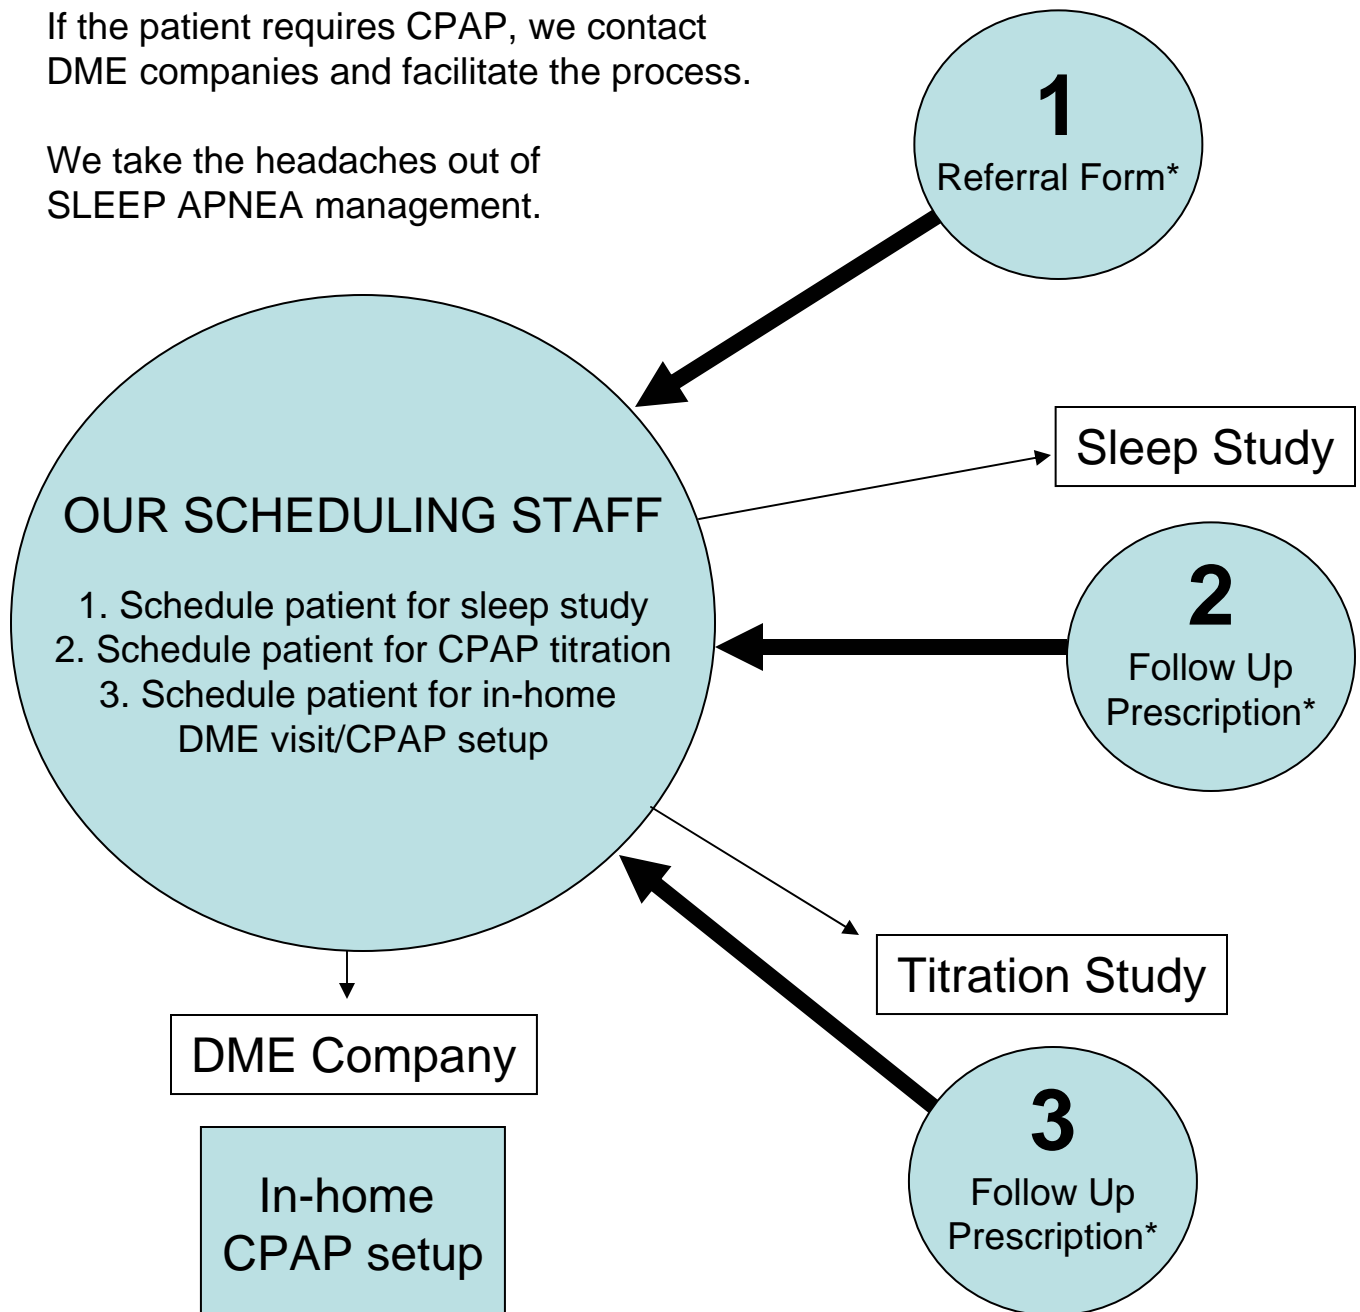 If the patient requires CPAP, we contact
DME companies and facilitate the process.
We take the headaches out of
SLEEP APNEA management.
1
Referral Form*
Sleep Study
OUR SCHEDULING STAFF
1. Schedule patient for sleep study
2. Schedule patient for CPAP titration
3. Schedule patient for in-home
DME visit/CPAP setup
2
Follow Up
Prescription*
Titration Study
DME Company
In-home
CPAP setup
3
Follow Up
Prescription*